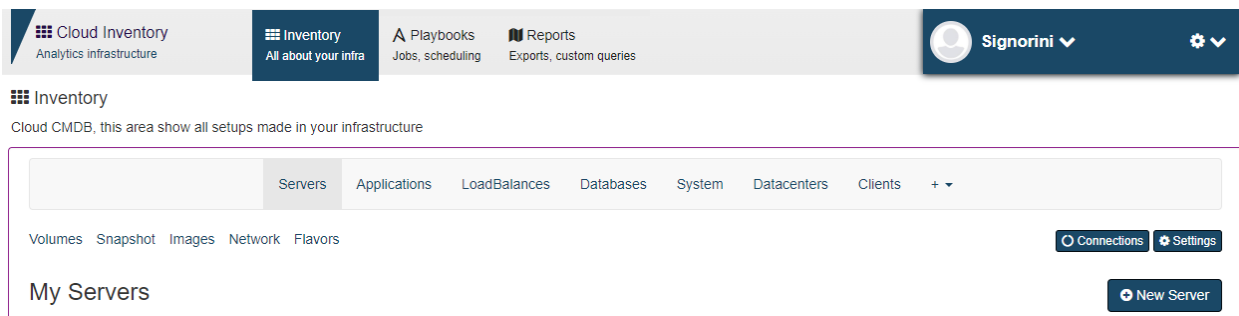 Cloud Inventory
Analytics infrastructure
Inventory
All about your infra
Playbooks
Jobs, scheduling
Reports
Exports, custom queries
Signorini
Inventory
Cloud CMDB, this area show all setups made in your infrastructure
Servers Applications LoadBalances Databases System Datacenters Clients +
Volumes Snapshot Images Network Flavors
Connections Settings
My Servers
New Server